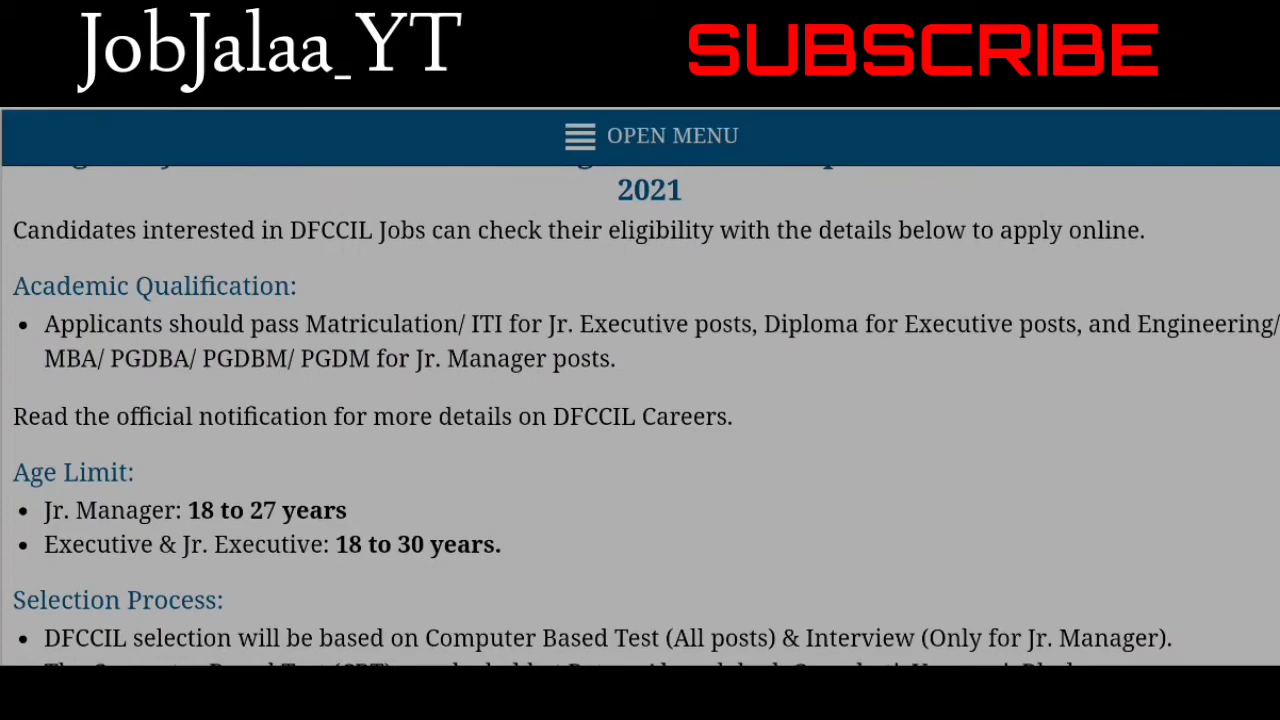 JobJalaa_YT
SUBSCRIBE
OPEN MENU
2021
Candidates interested in DFCCIL Jobs can check their eligibility with the details below to apply online.
Academic Qualification:
• Applicants should pass Matriculation/ ITI for Jr. Executive posts, Diploma for Executive posts, and Engineering/
MBA/ PGDBA/ PGDBM/ PGDM for Jr. Manager posts.
Read the official notification for more details on DFCCIL Careers.
Age Limit:
• Jr. Manager: 18 to 27 years
• Executive & Jr. Executive: 18 to 30 years.
Selection Process:
• DFCCIL selection will be based on Computer Based Test (All posts) & Interview (Only for Jr. Manager).